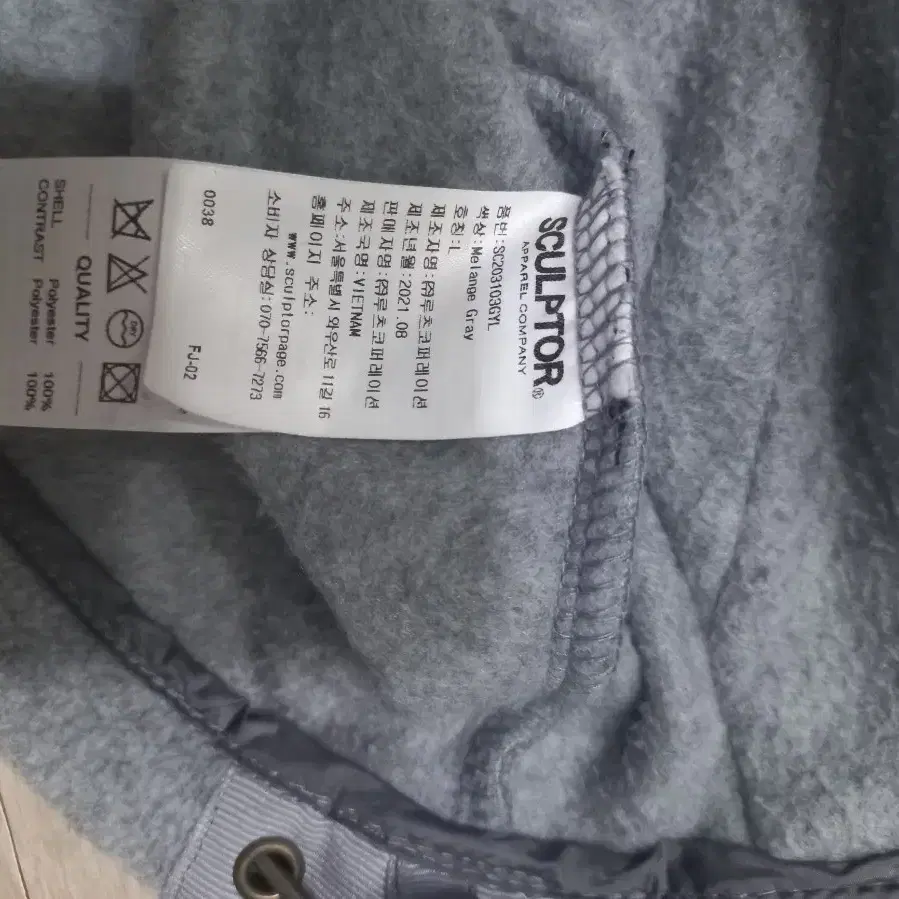 SCULPTOR®
APPAREL COMPANY
품번:SC203103GYL
색상:Melange Gray
호칭:L
제조자명:㈜루츠코퍼레이션
제조년월:2021.08
판매자명:㈜루츠코퍼레이션
제조국명:VIETNAM
주소:서울특별시 와우산로 11길 16
홈페이지 주소:
www.sculptorpage.com
소비자 상담실:070-7566-7273
0038 FJ-02
DRY
QUALITY
SHELL Polyester 100%
CONTRAST Polyester 100%